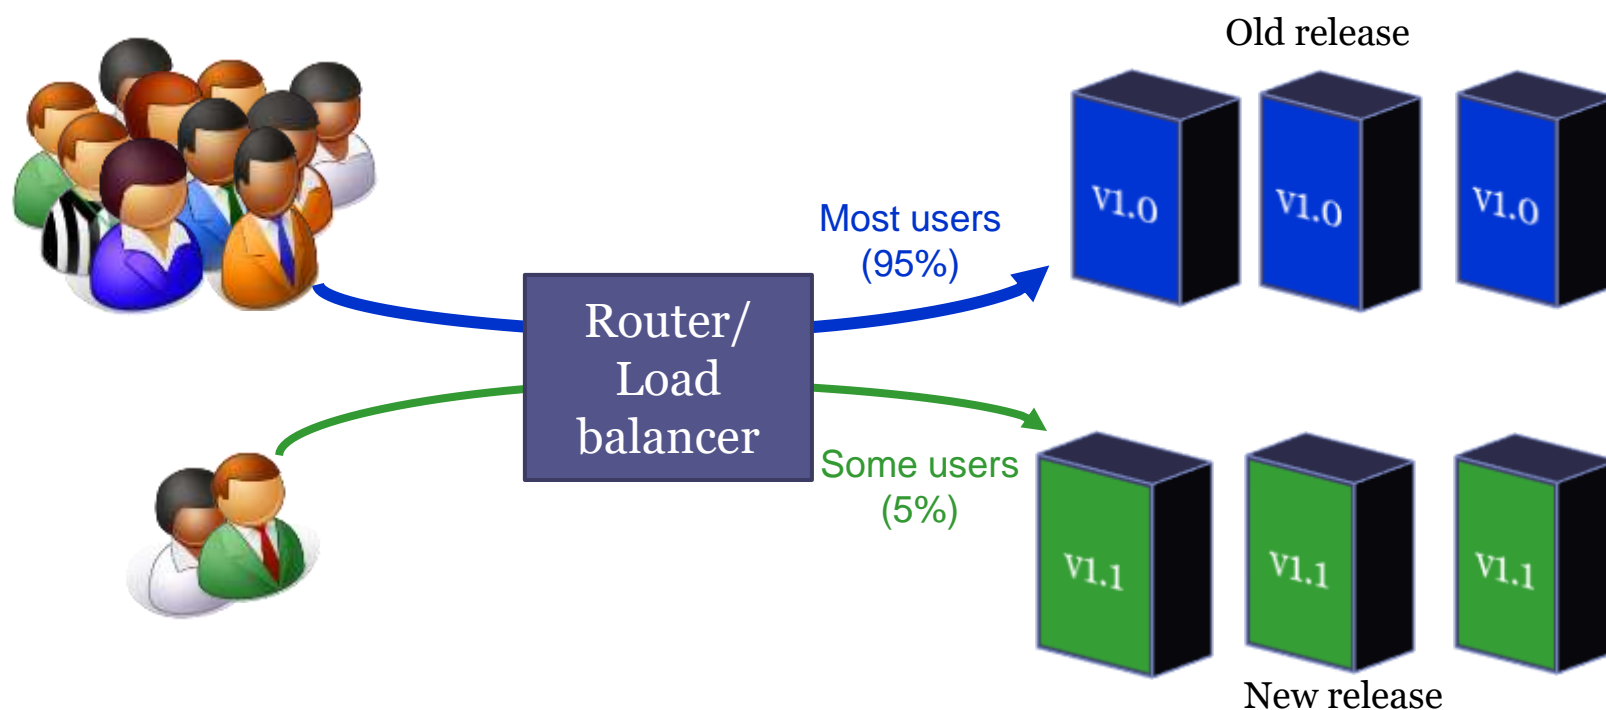 Old release
V1.0
V1.0
V1.0
Most users
(95%)
Router/
Load
balancer
Some users
(5%)
V1.1
V1.1
V1.1
New release